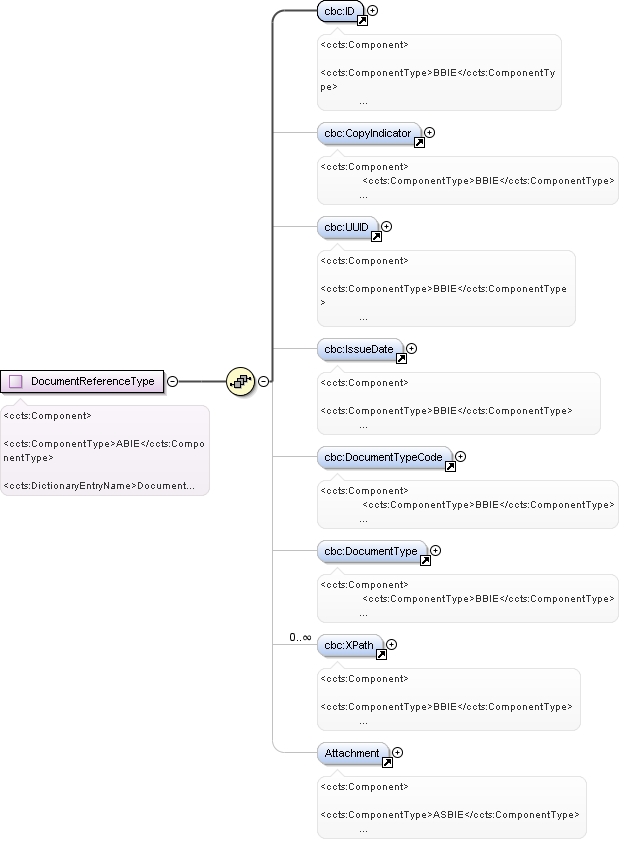 cbc:ID
<ccts:Component>
<ccts:ComponentType>BBIE</ccts:ComponentTy
pe>
...
cbc:CopyIndicator
<ccts:Component>
<ccts:ComponentType>BBIE</ccts:ComponentType>
...
cbc:UUID
<ccts:Component>
<ccts:ComponentType>BBIE</ccts:ComponentType
>
...
cbc:IssueDate
<ccts:Component>
<ccts:ComponentType>BBIE</ccts:ComponentType>
...
DocumentReferenceType
<ccts:Component>
<ccts:ComponentType>ABIE</ccts:Compo
nentType>
<ccts:DictionaryEntryName>Document...
cbc:DocumentTypeCode
<ccts:Component>
<ccts:ComponentType>BBIE</ccts:ComponentType>
...
cbc:DocumentType
<ccts:Component>
<ccts:ComponentType>BBIE</ccts:ComponentType>
...
0..∞
cbc:XPath
<ccts:Component>
<ccts:ComponentType>BBIE</ccts:ComponentType>
...
Attachment
<ccts:Component>
<ccts:ComponentType>ASBIE</ccts:ComponentType>
...